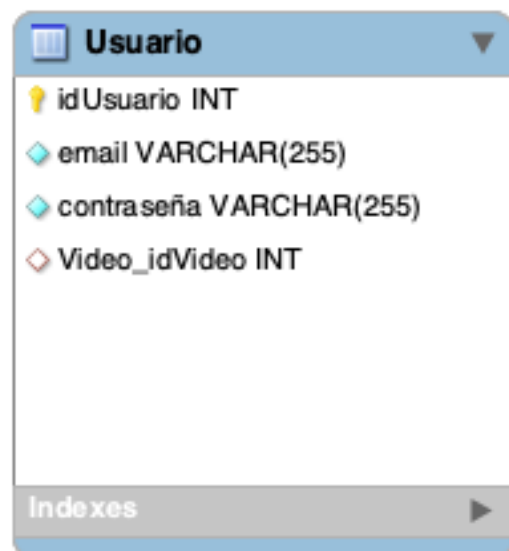 Usuario
idUsuario INT
email VARCHAR(255)
contraseña VARCHAR(255)
Video_idVideo INT
Indexes